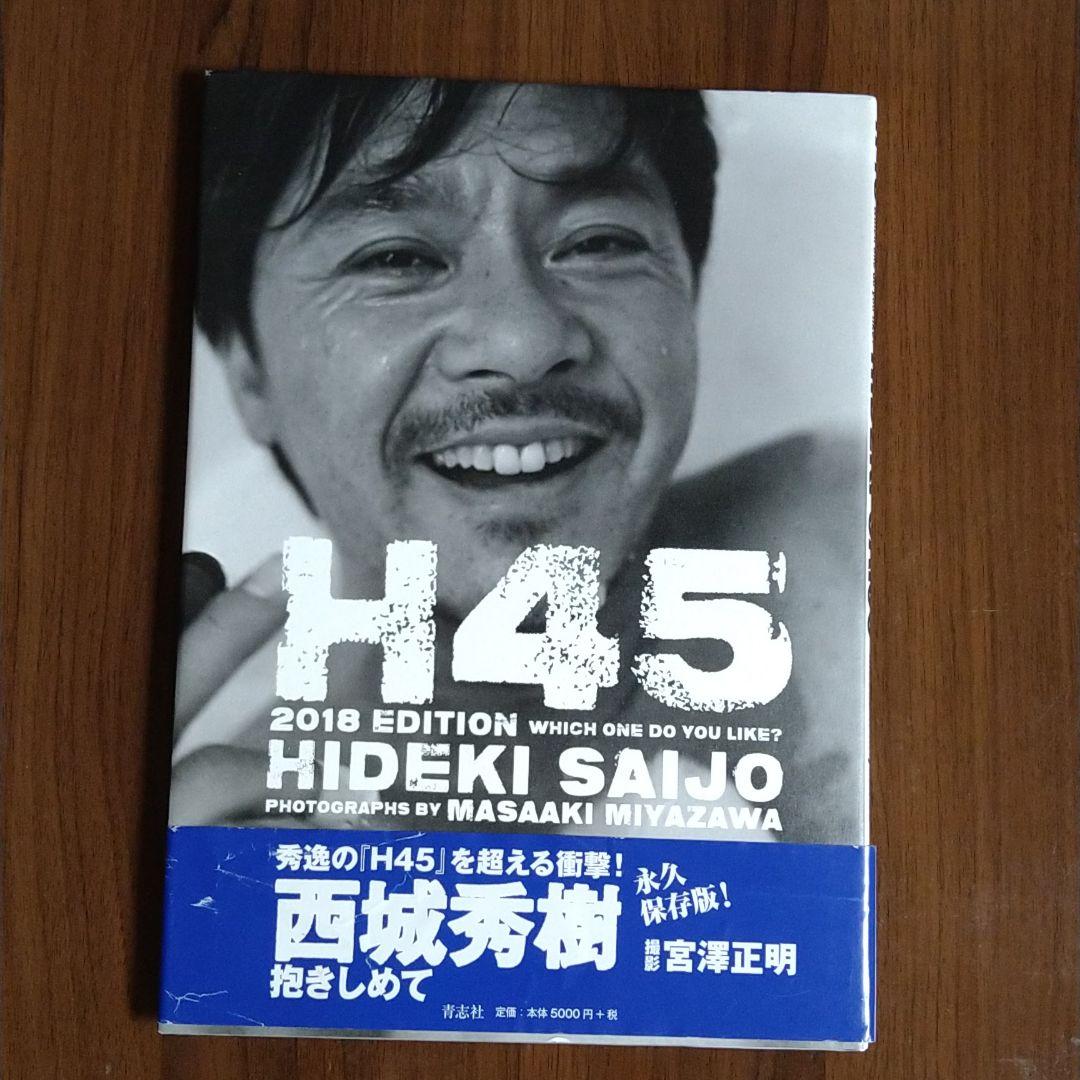 H45
2018 EDITION WHICH ONE DO YOU LIKE?
HIDEKI SAIJO
PHOTOGRAPHS BY MASAAKI MIYAZAWA
秀逸の『H45』を超える衝撃!
西城秀樹
抱きしめて
永久
保存版!
撮影 宮澤正明
青志社 定価:本体5000円+税